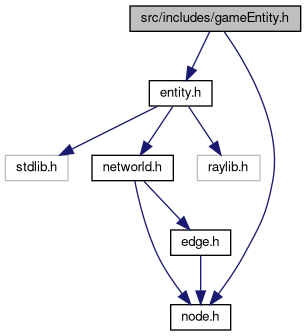 src/includes/gameEntity.h
entity.h
stdlib.h
networld.h
raylib.h
edge.h
node.h